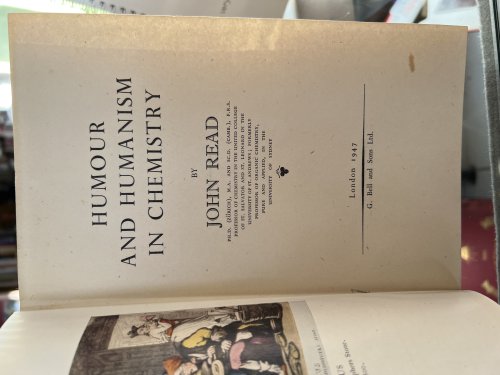 HUMOUR
AND HUMANISM
IN CHEMISTRY
BY
JOHN READ
PH.D. (ZÜRICH), M.A. AND SC.D. (CAMB.), F.R.S.
PROFESSOR OF CHEMISTRY IN THE UNITED COLLEGE
OF ST. SALVATOR AND ST. LEONARD IN THE
UNIVERSITY OF ST. ANDREWS; FORMERLY
PROFESSOR OF ORGANIC CHEMISTRY,
PURE AND APPLIED, IN THE
UNIVERSITY OF SYDNEY
London 1947
G. Bell and Sons Ltd.
US